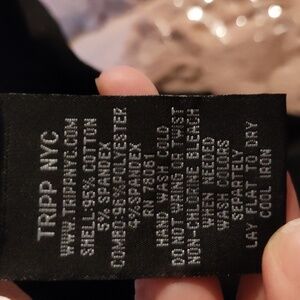 TRIPP NYC
WWW.TRIPPNYC.COM
SHELL-95% COTTON
5% SPANDEX
COMBO-96%POLYESTER
4%SPANDEX
RN 78061
HAND WASH COLD
DO NOT WRING OR TWIST
NON-CHLORINE BLEACH
WHEN NEEDED
WASH COLORS
SEPARTELY
LAY FLAT TO DRY
COOL IRON